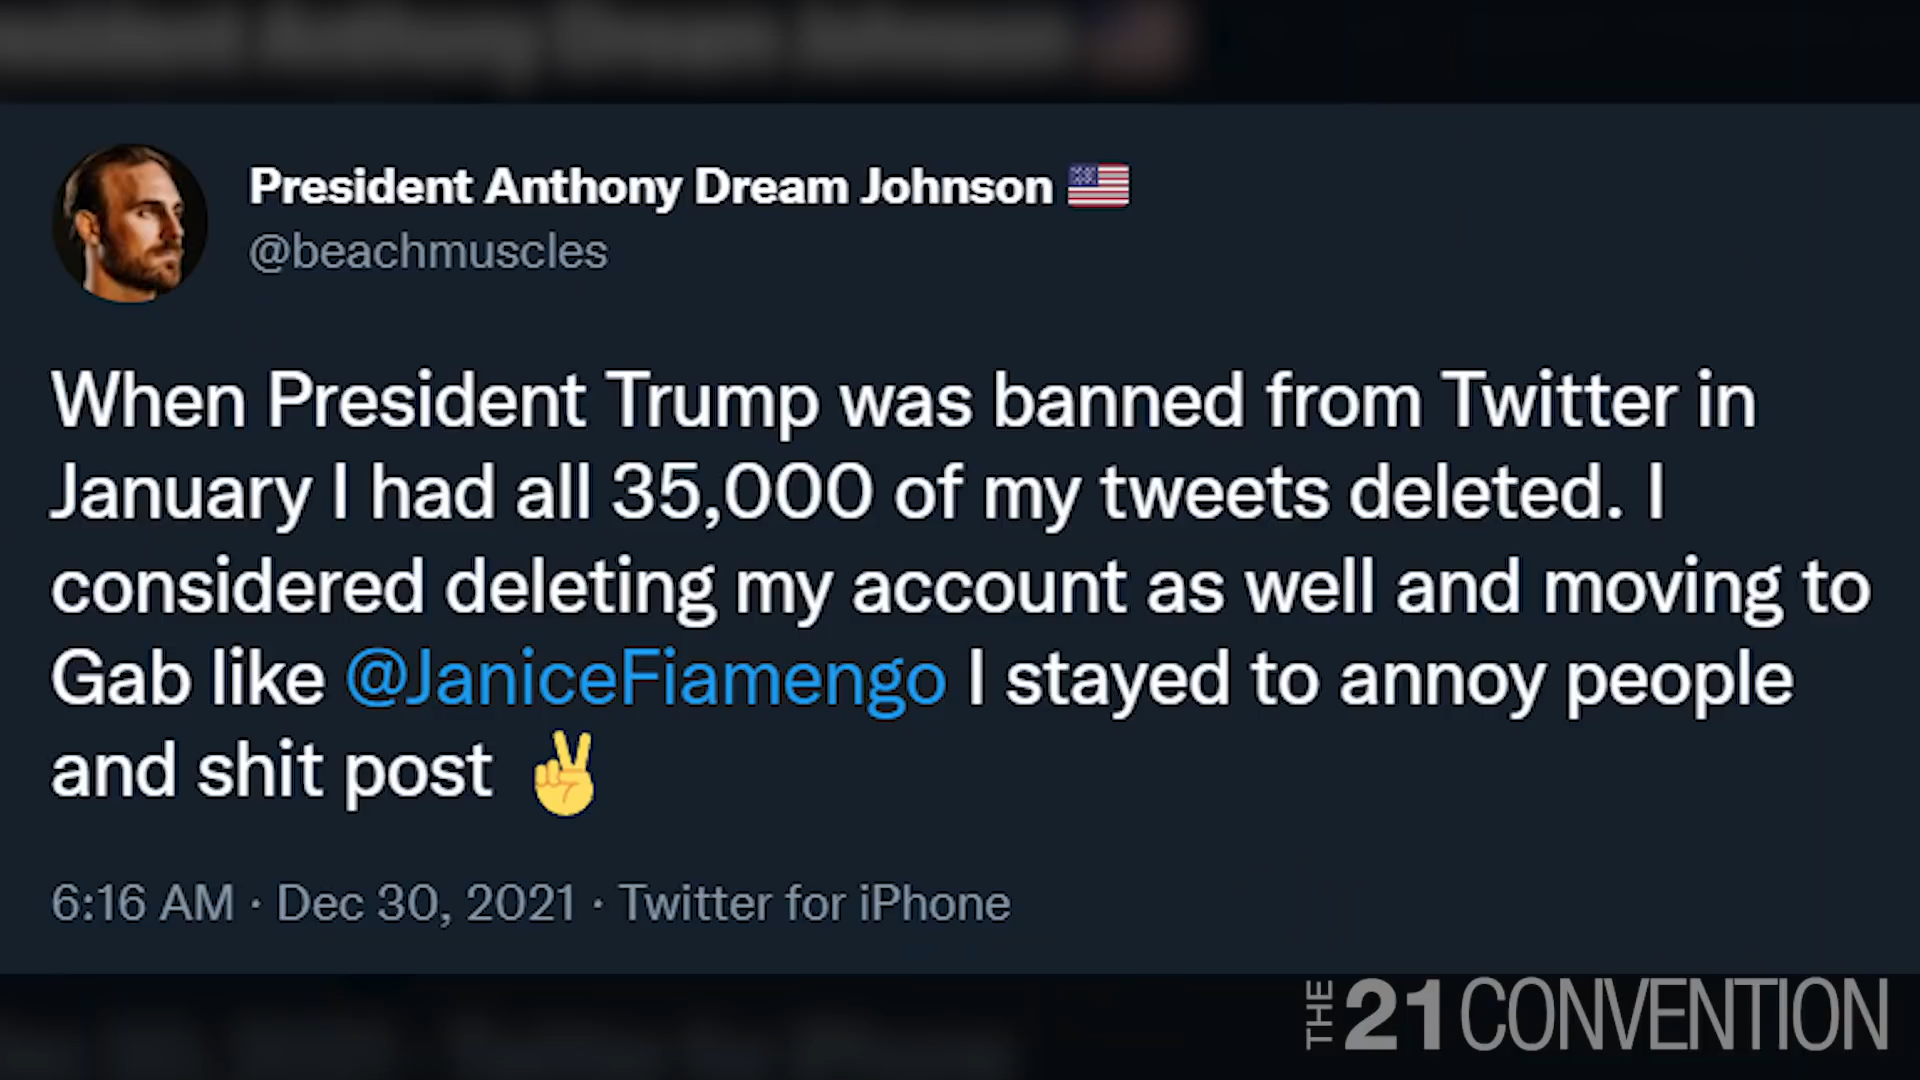 President Anthony Dream Johnson 🇺🇸
@beachmuscles
When President Trump was banned from Twitter in
January I had all 35,000 of my tweets deleted. I
considered deleting my account as well and moving to
Gab like @JaniceFiamengo I stayed to annoy people
and shit post ✌️
6:16 AM · Dec 30, 2021 · Twitter for iPhone
THE 21 CONVENTION